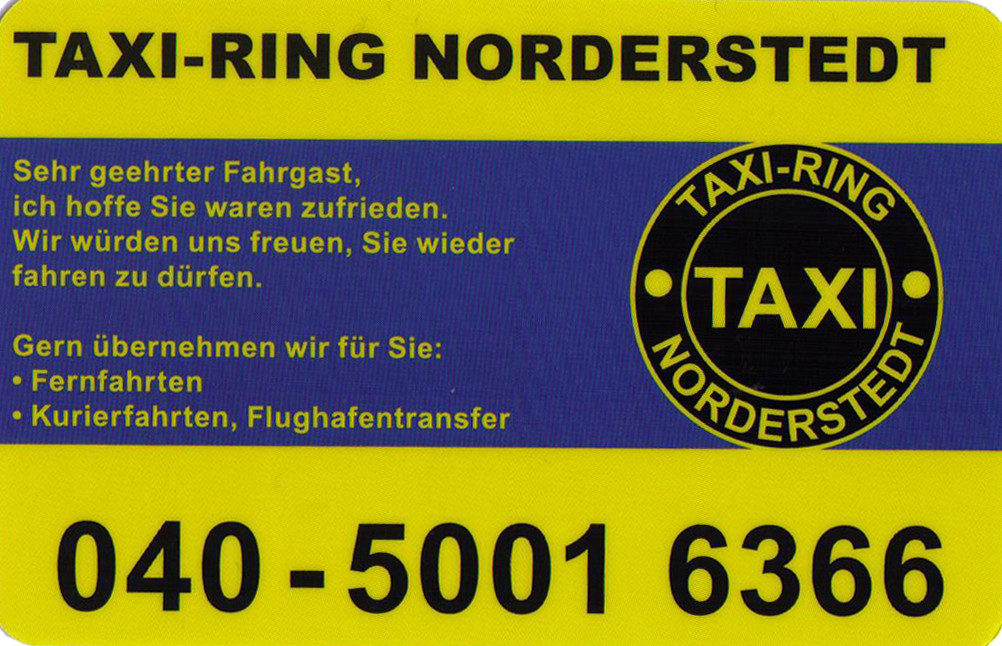 TAXI-RING NORDERSTEDT
Sehr geehrter Fahrgast,
ich hoffe Sie waren zufrieden.
Wir würden uns freuen, Sie wieder
fahren zu dürfen.
Gern übernehmen wir für Sie:
• Fernfahrten
• Kurierfahrten, Flughafentransfer
TAXI-RING
TAXI
NORDERSTEDT
040 - 5001 6366